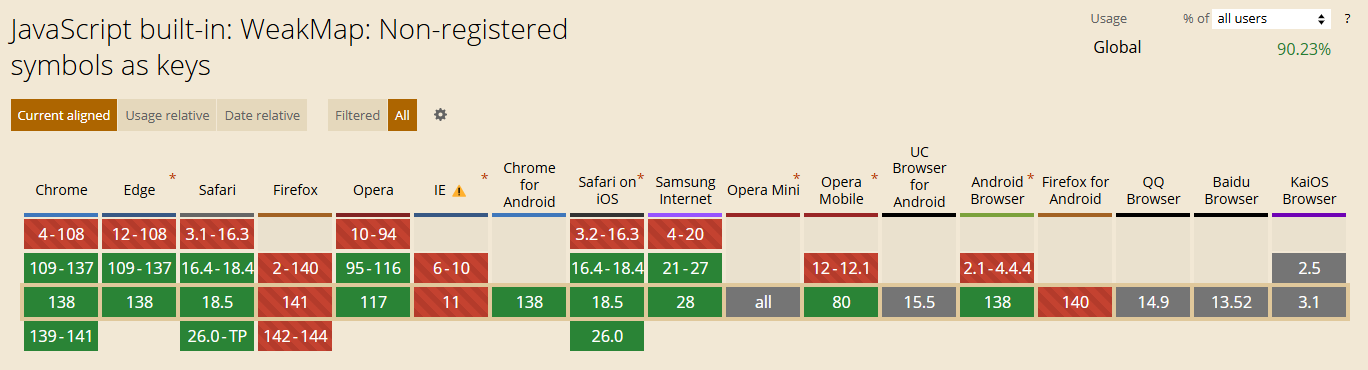 JavaScript built-in: WeakMap: Non-registered
symbols as keys
Usage % of all users ?
Global 90.23%
Current aligned Usage relative Date relative Filtered All
Chrome Edge * Safari Firefox Opera IE * Chrome for Android Safari on iOS * Samsung Internet Opera Mini * Opera Mobile * UC Browser for Android Android Browser * Firefox for Android QQ Browser Baidu Browser KaiOS Browser
4-108 12-108 3.1-16.3 10-94 3.2-16.3 4-20
109-137 109-137 16.4-18.4 2-140 95-116 6-10 16.4-18.4 21-27 12-12.1 2.1-4.4.4 2.5
138 138 18.5 141 117 11 138 18.5 28 all 80 15.5 138 140 14.9 13.52 3.1
139-141 26.0-TP 142-144 26.0